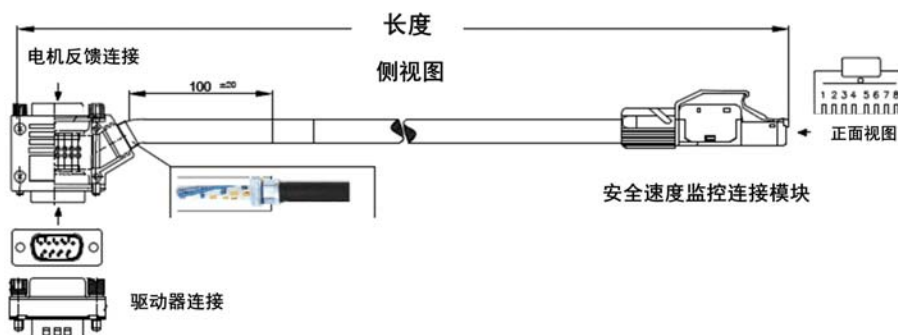 长度
电机反馈连接
侧视图
100 ±20
1 2 3 4 5 6 7 8
正面视图
安全速度监控连接模块
驱动器连接